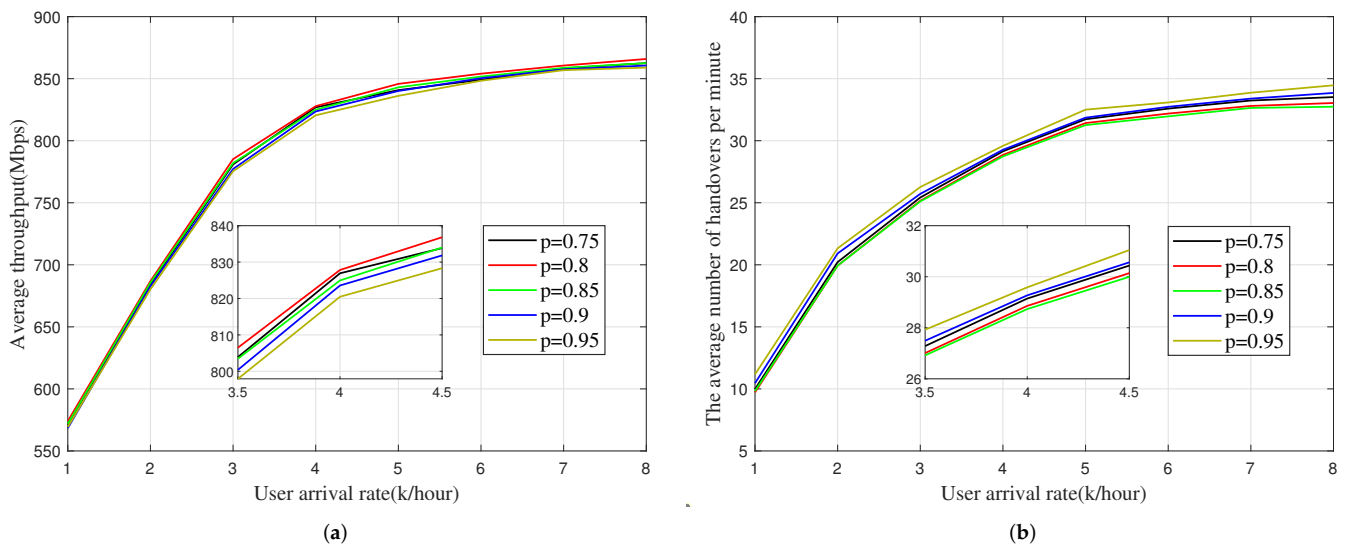 900
850
800
750
700
650
600
550
Average throughput(Mbps)
840
830
820
810
800
3.5
4
4.5
p=0.75
p=0.8
p=0.85
p=0.9
p=0.95
1
2
3
4
5
6
7
8
User arrival rate(k/hour)
(a)
40
35
30
25
20
15
10
5
The average number of handovers per minute
32
30
28
26
3.5
4
4.5
p=0.75
p=0.8
p=0.85
p=0.9
p=0.95
1
2
3
4
5
6
7
8
User arrival rate(k/hour)
(b)